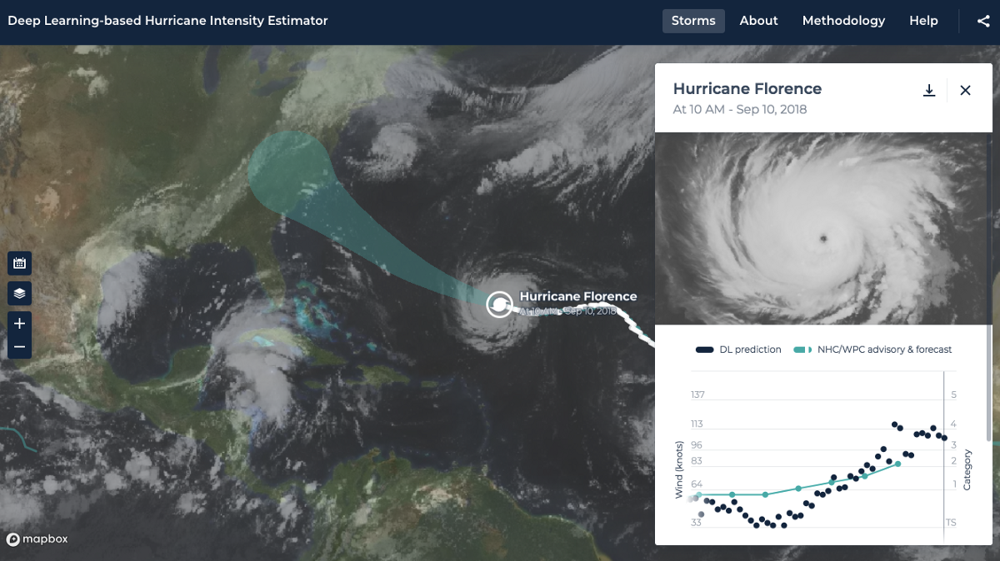 Deep Learning-based Hurricane Intensity Estimator
Storms
About
Methodology
Help
Hurricane Florence
At 10 AM - Sep 10, 2018
Hurricane Florence
At 10 AM - Sep 10, 2018
DL prediction
NHC/WPC advisory & forecast
137
5
113
4
96
3
83
2
64
1
33
TS
Wind (knots)
Category
mapbox